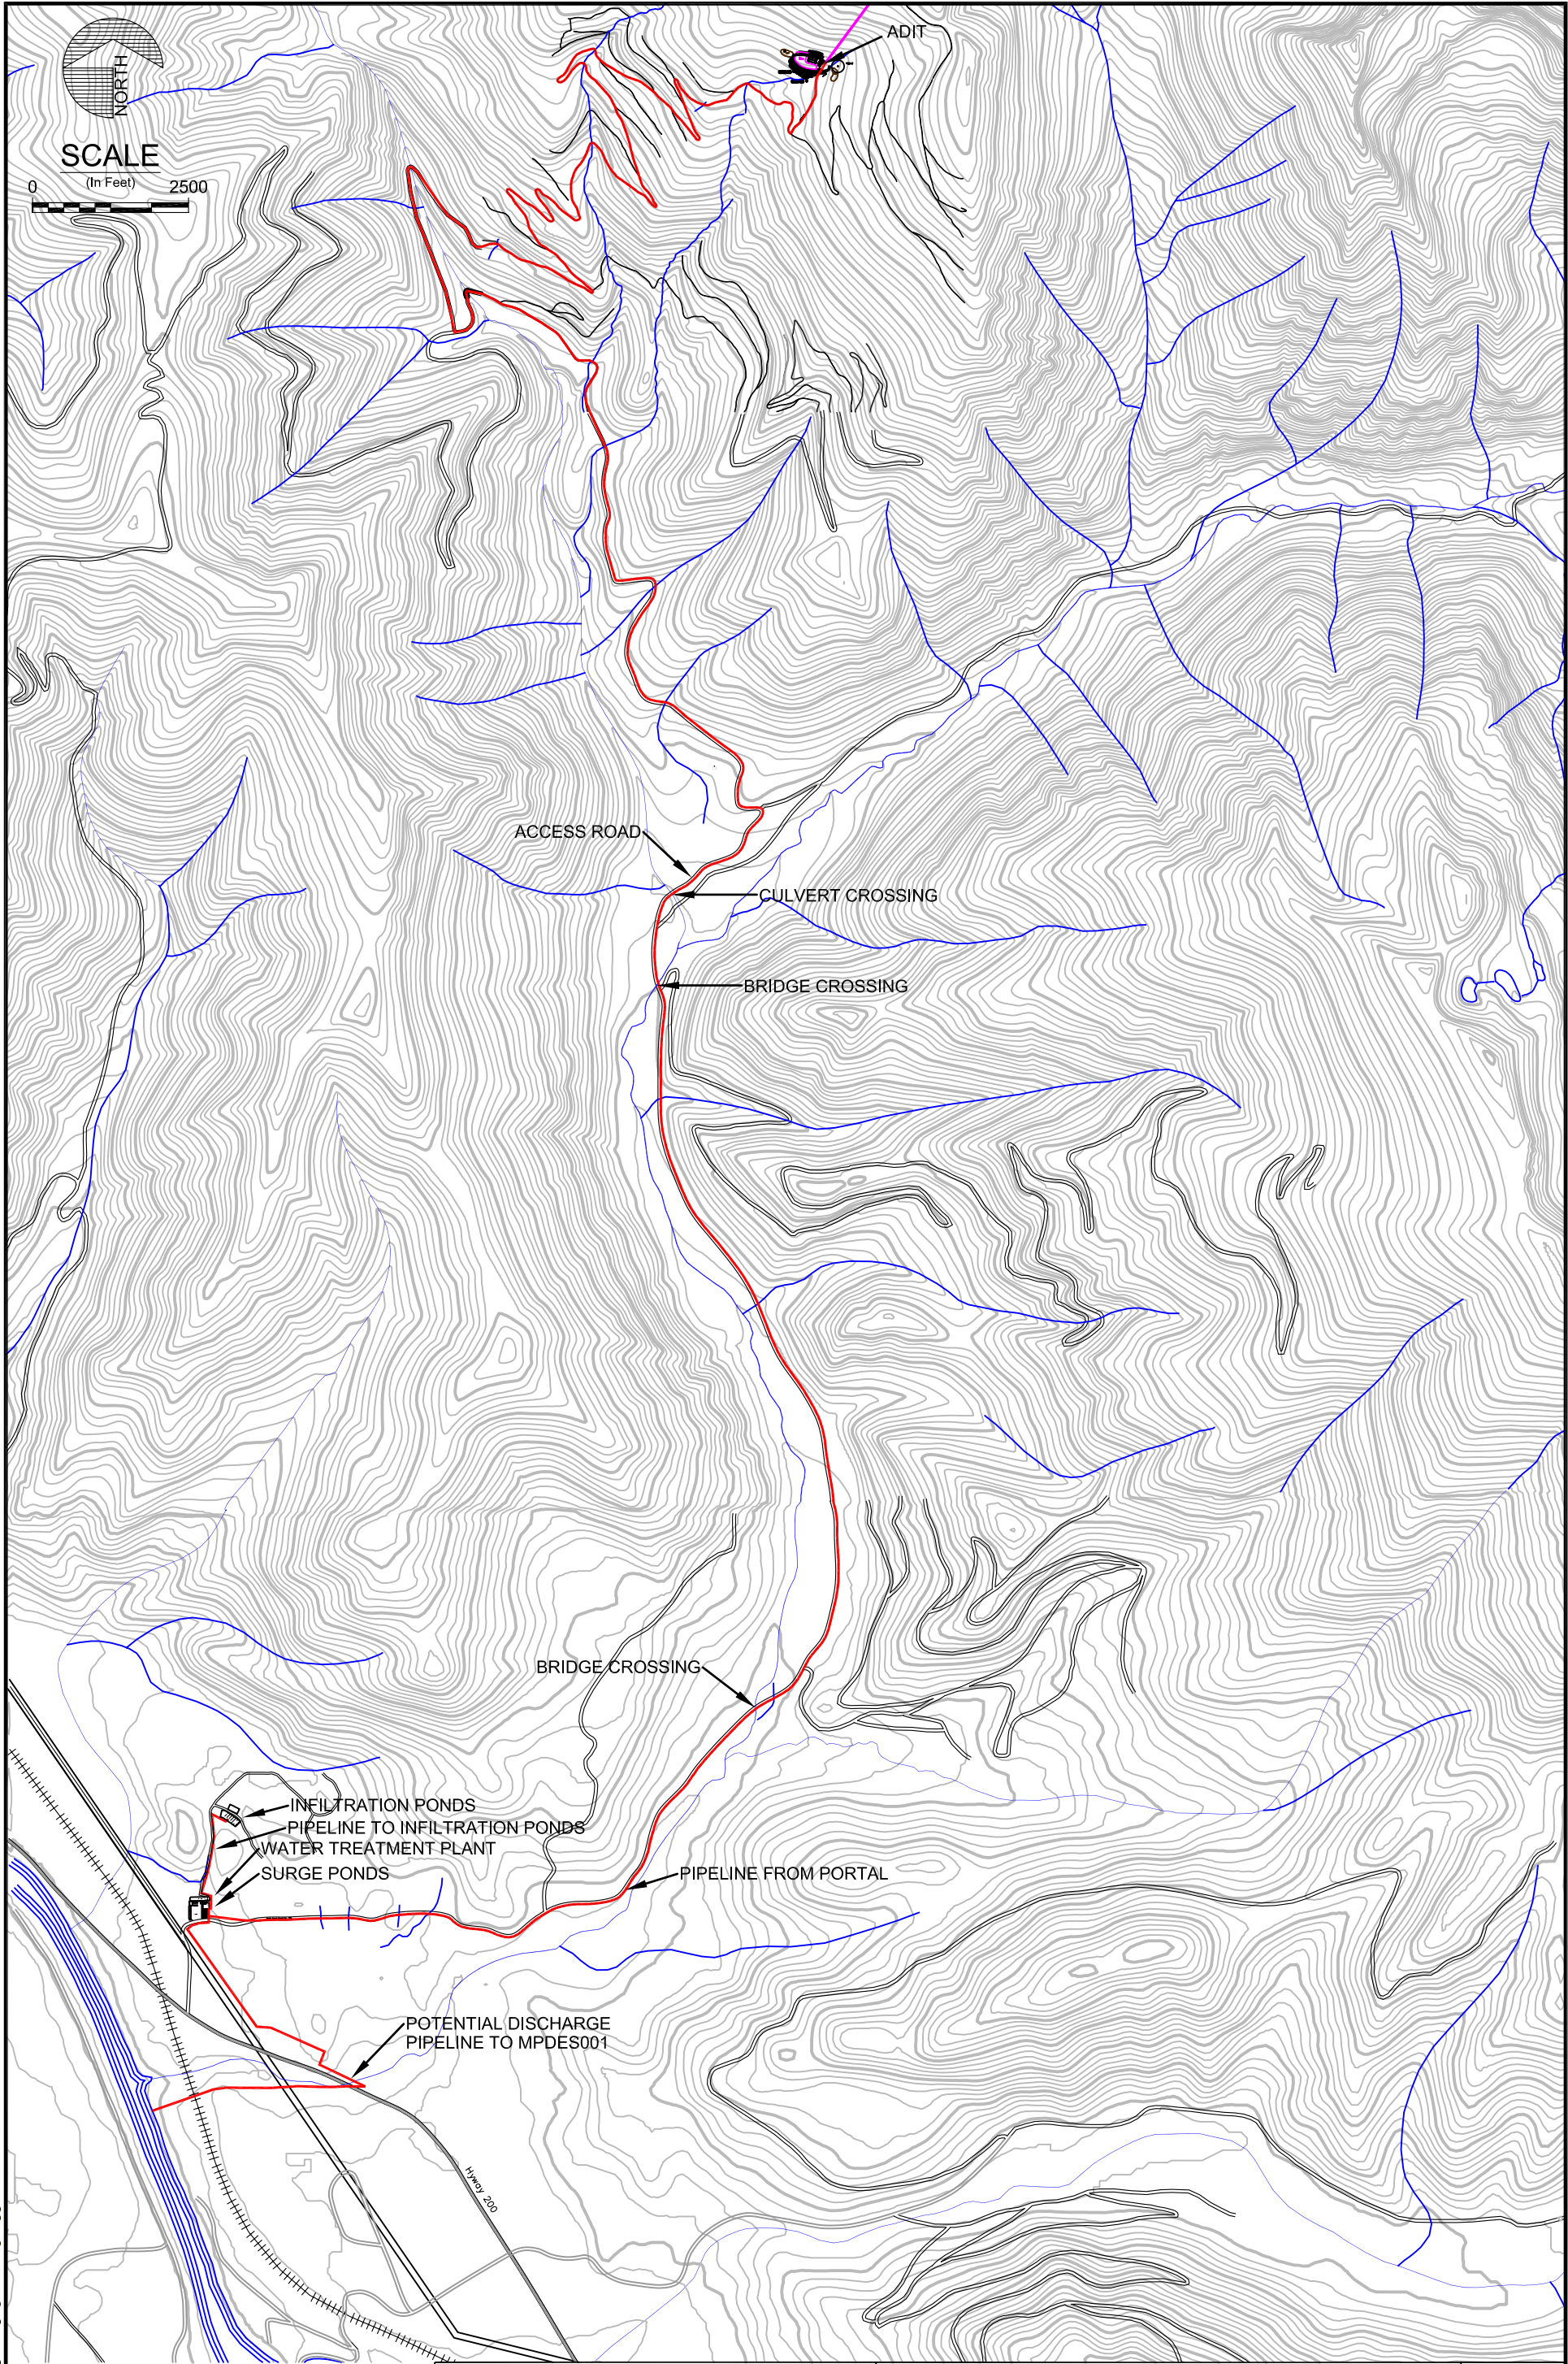 ADIT
NORTH
SCALE
(In Feet)
0 2500
ACCESS ROAD
CULVERT CROSSING
BRIDGE CROSSING
BRIDGE CROSSING
INFILTRATION PONDS
PIPELINE TO INFILTRATION PONDS
WATER TREATMENT PLANT
SURGE PONDS
PIPELINE FROM PORTAL
POTENTIAL DISCHARGE
PIPELINE TO MPDES001
Hyway 200